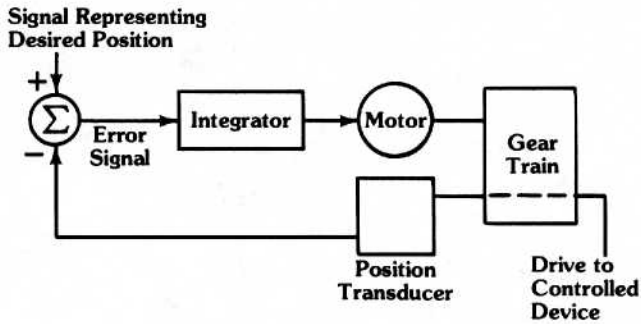 Signal Representing
Desired Position
+
Σ
−
Error
Signal
Integrator
Motor
Gear
Train
Position
Transducer
Drive to
Controlled
Device